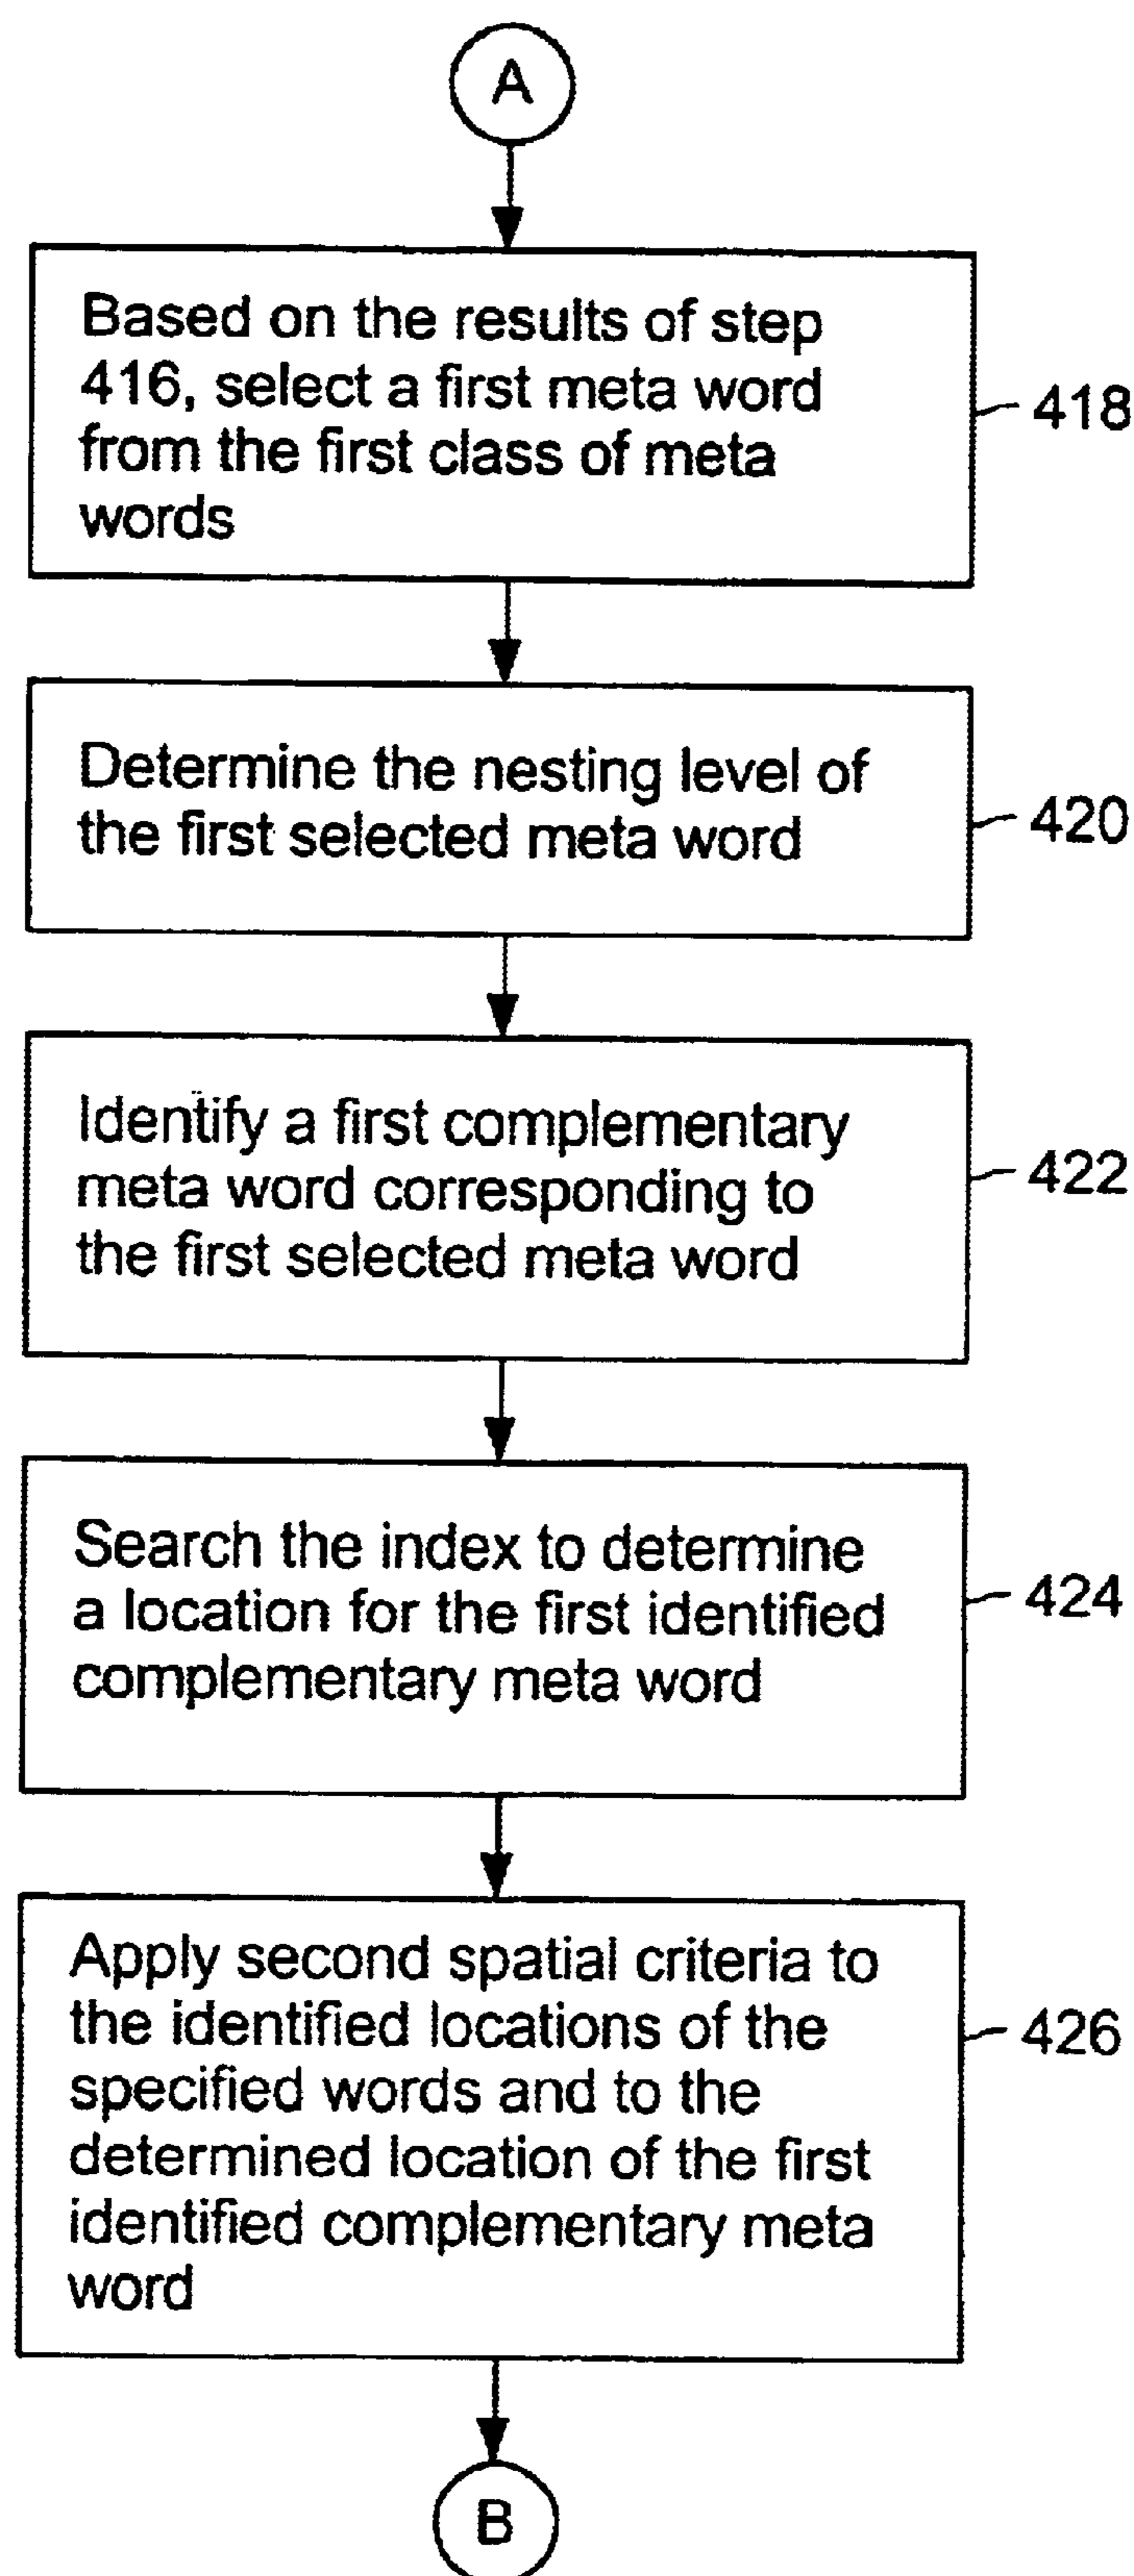 A
Based on the results of step
416, select a first meta word
from the first class of meta
words
418
Determine the nesting level of
the first selected meta word
420
Identify a first complementary
meta word corresponding to
the first selected meta word
422
Search the index to determine
a location for the first identified
complementary meta word
424
Apply second spatial criteria to
the identified locations of the
specified words and to the
determined location of the first
identified complementary meta
word
426
B